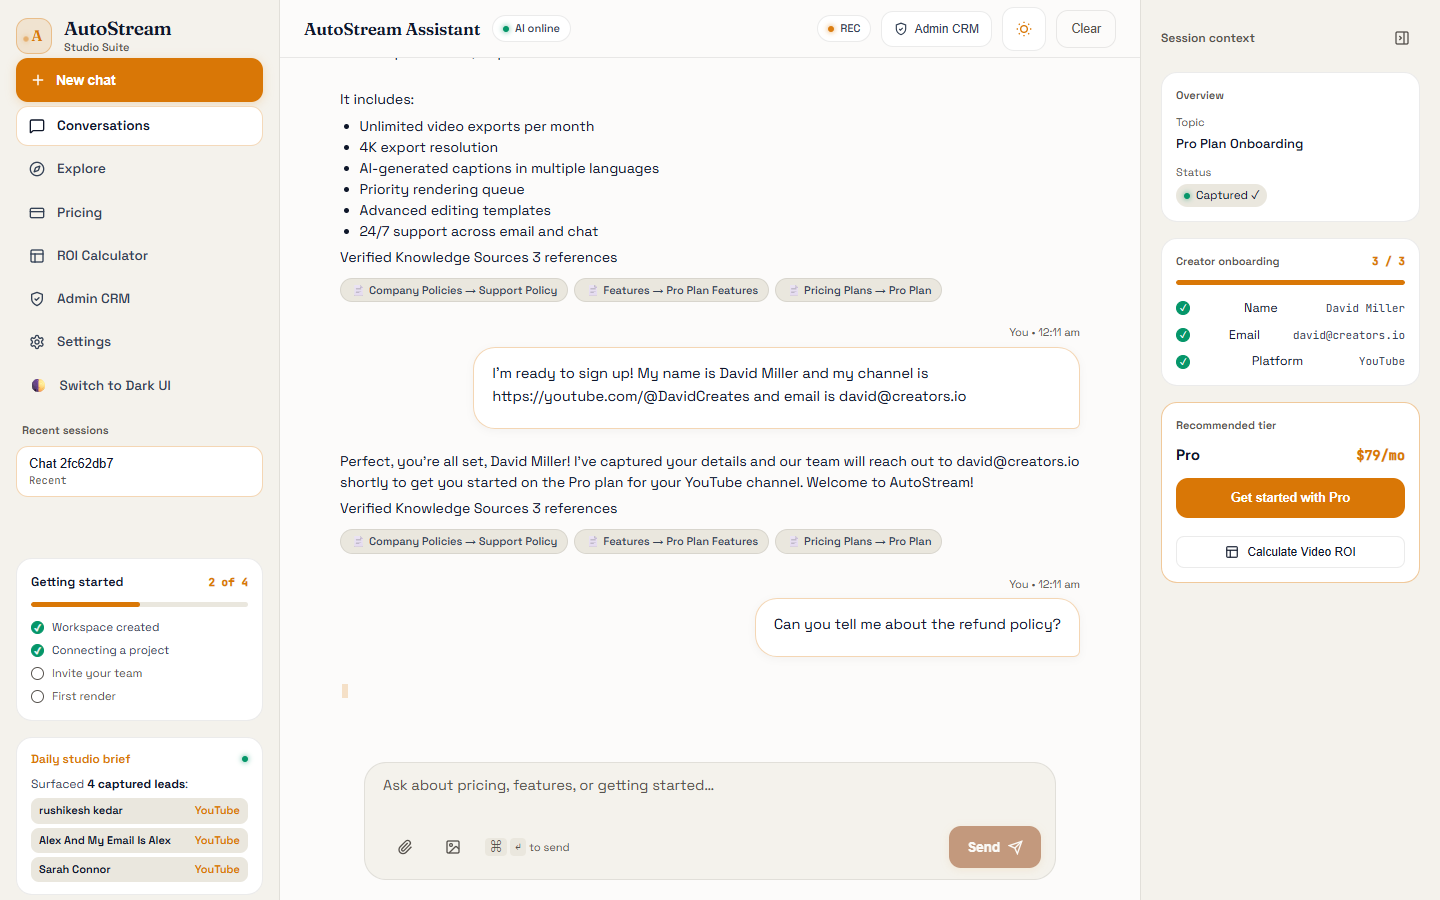 A
AutoStream
Studio Suite
New chat
Conversations
Explore
Pricing
ROI Calculator
Admin CRM
Settings
Switch to Dark UI
Recent sessions
Chat 2fc62db7
Recent
Getting started 2 of 4
Workspace created
Connecting a project
Invite your team
First render
Daily studio brief
Surfaced 4 captured leads:
rushikesh kedar YouTube
Alex And My Email Is Alex YouTube
Sarah Connor YouTube
AutoStream Assistant AI online REC Admin CRM Clear
It includes:
• Unlimited video exports per month
• 4K export resolution
• AI-generated captions in multiple languages
• Priority rendering queue
• Advanced editing templates
• 24/7 support across email and chat
Verified Knowledge Sources 3 references
Company Policies → Support Policy Features → Pro Plan Features Pricing Plans → Pro Plan
You • 12:11 am
I'm ready to sign up! My name is David Miller and my channel is
https://youtube.com/@DavidCreates and email is david@creators.io
Perfect, you're all set, David Miller! I've captured your details and our team will reach out to david@creators.io
shortly to get you started on the Pro plan for your YouTube channel. Welcome to AutoStream!
Verified Knowledge Sources 3 references
Company Policies → Support Policy Features → Pro Plan Features Pricing Plans → Pro Plan
You • 12:11 am
Can you tell me about the refund policy?
Ask about pricing, features, or getting started...
⌘ ↵ to send
Send
Session context
Overview
Topic
Pro Plan Onboarding
Status
Captured ✓
Creator onboarding 3 / 3
Name David Miller
Email david@creators.io
Platform YouTube
Recommended tier
Pro $79/mo
Get started with Pro
Calculate Video ROI